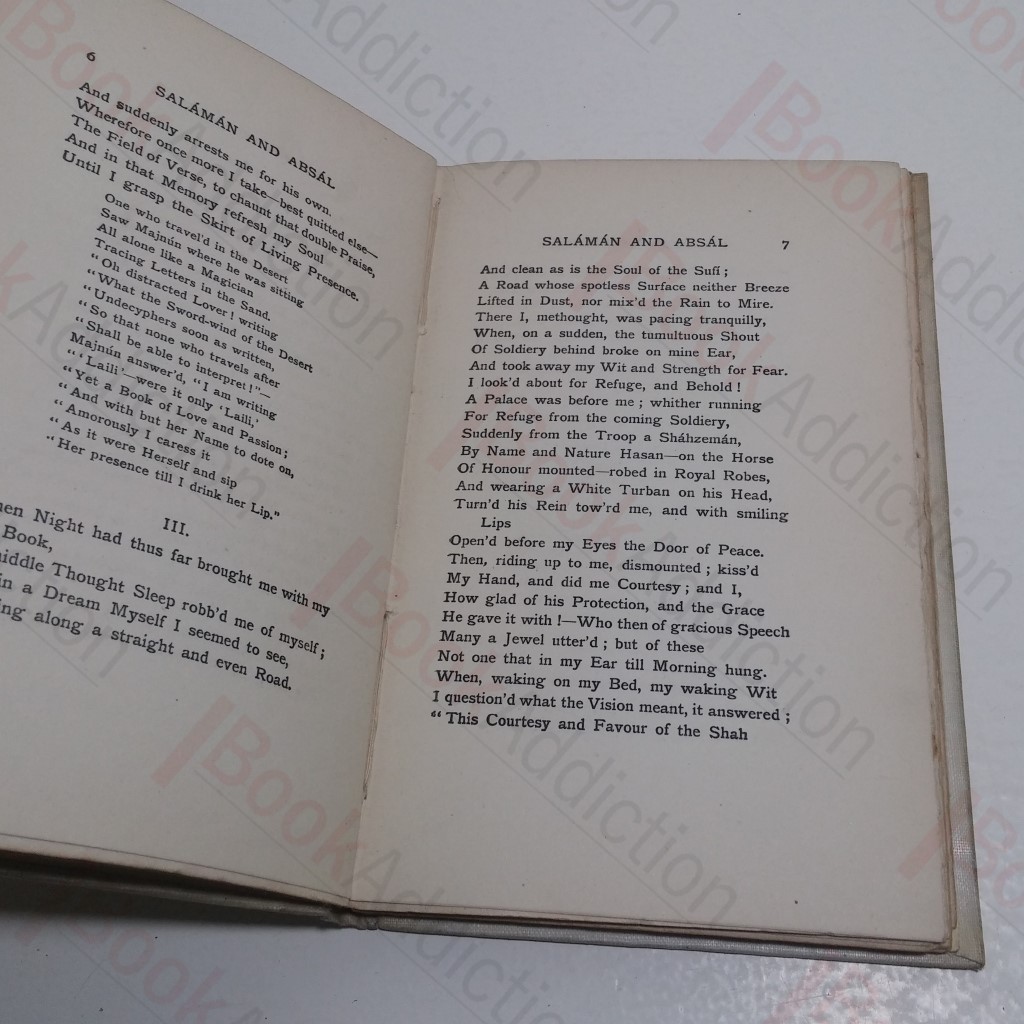 6
SALÁMÁN AND ABSÁL
And suddenly arrests me for his own.
Wherefore once more I take—best quitted else—
The Field of Verse, to chaunt that double Praise,
And in that Memory refresh my Soul
Until I grasp the Skirt of Living Presence.
One who travel'd in the Desert
Saw Majnún where he was sitting
All alone like a Magician
Tracing Letters in the Sand.
"Oh distracted Lover! writing
"What the Sword-wind of the Desert
"Undecyphers soon as written,
"So that none who travels after
"Shall be able to interpret!"—
Majnún answer'd, "I am writing
"'Laili'—were it only 'Laili,'
"Yet a Book of Love and Passion;
"And with but her Name to dote on,
"Amorously I caress it
"As it were Herself and sip
"Her presence till I drink her Lip."
III.
hen Night had thus far brought me with my
Book,
middle Thought Sleep robb'd me of myself;
in a Dream Myself I seemed to see,
ing along a straight and even Road.
SALÁMÁN AND ABSÁL 7
And clean as is the Soul of the Sufí;
A Road whose spotless Surface neither Breeze
Lifted in Dust, nor mix'd the Rain to Mire.
There I, methought, was pacing tranquilly,
When, on a sudden, the tumultuous Shout
Of Soldiery behind broke on mine Ear,
And took away my Wit and Strength for Fear.
I look'd about for Refuge, and Behold!
A Palace was before me; whither running
For Refuge from the coming Soldiery,
Suddenly from the Troop a Sháhzemán,
By Name and Nature Hasan—on the Horse
Of Honour mounted—robed in Royal Robes,
And wearing a White Turban on his Head,
Turn'd his Rein tow'rd me, and with smiling
Lips
Open'd before my Eyes the Door of Peace.
Then, riding up to me, dismounted; kiss'd
My Hand, and did me Courtesy; and I,
How glad of his Protection, and the Grace
He gave it with!—Who then of gracious Speech
Many a Jewel utter'd; but of these
Not one that in my Ear till Morning hung.
When, waking on my Bed, my waking Wit
I question'd what the Vision meant, it answered;
"This Courtesy and Favour of the Shah
BookAddiction